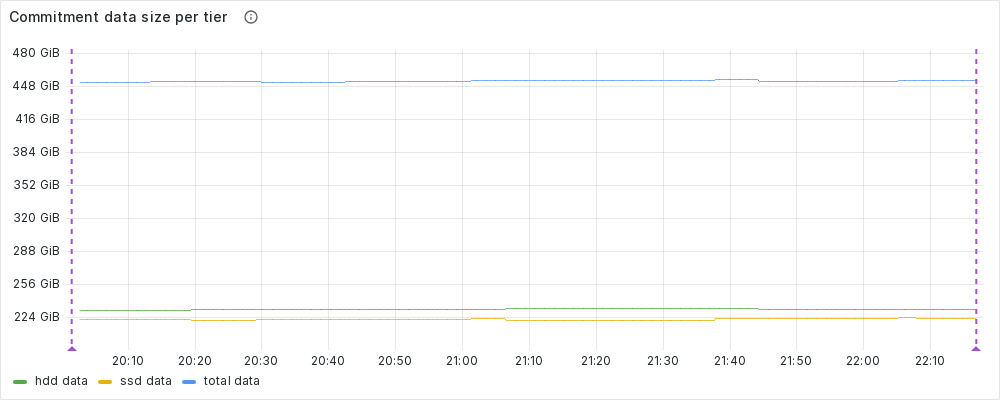 Commitment data size per tier
480 GiB
448 GiB
416 GiB
384 GiB
352 GiB
320 GiB
288 GiB
256 GiB
224 GiB
20:10 20:20 20:30 20:40 20:50 21:00 21:10 21:20 21:30 21:40 21:50 22:00 22:10
hdd data ssd data total data